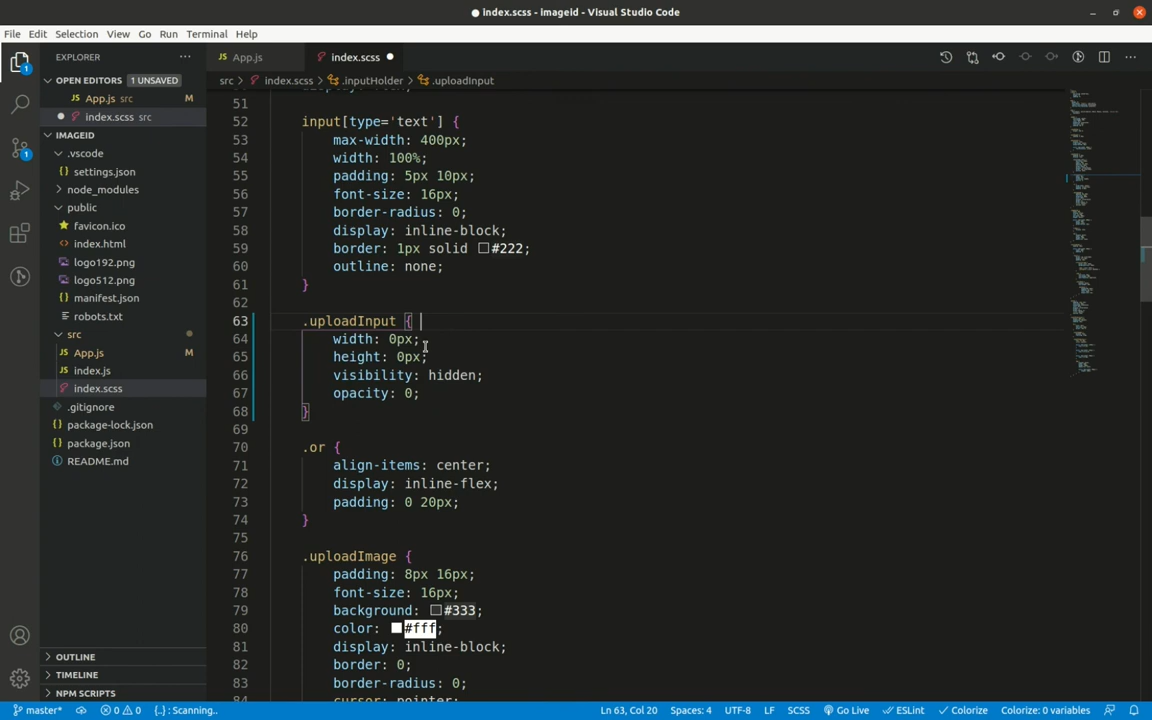 index.scss - imageid - Visual Studio Code
File Edit Selection View Go Run Terminal Help
EXPLORER
OPEN EDITORS 1 UNSAVED
App.js src M
index.scss src
IMAGEID
.vscode
settings.json
node_modules
public
favicon.ico
index.html
logo192.png
logo512.png
manifest.json
robots.txt
src
App.js M
index.js
index.scss
.gitignore
package-lock.json
package.json
README.md
OUTLINE
TIMELINE
NPM SCRIPTS
1
1
App.js index.scss
src > index.scss > .inputHolder > .uploadInput
51
52 input[type='text'] {
53 max-width: 400px;
54 width: 100%;
55 padding: 5px 10px;
56 font-size: 16px;
57 border-radius: 0;
58 display: inline-block;
59 border: 1px solid #222;
60 outline: none;
61 }
62
63 .uploadInput {
64 width: 0px;
65 height: 0px;
66 visibility: hidden;
67 opacity: 0;
68 }
69
70 .or {
71 align-items: center;
72 display: inline-flex;
73 padding: 0 20px;
74 }
75
76 .uploadImage {
77 padding: 8px 16px;
78 font-size: 16px;
79 background: #333;
80 color: #fff;
81 display: inline-block;
82 border: 0;
83 border-radius: 0;
84 cursor: pointer;
master* 0 0 {..} : Scanning.. Ln 63, Col 20 Spaces: 4 UTF-8 LF SCSS Go Live ESLint Colorize Colorize: 0 variables